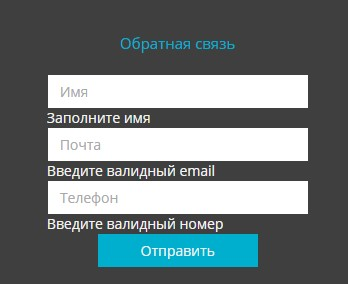 Обратная связь
Имя
Заполните имя
Почта
Введите валидный email
Телефон
Введите валидный номер
Отправить